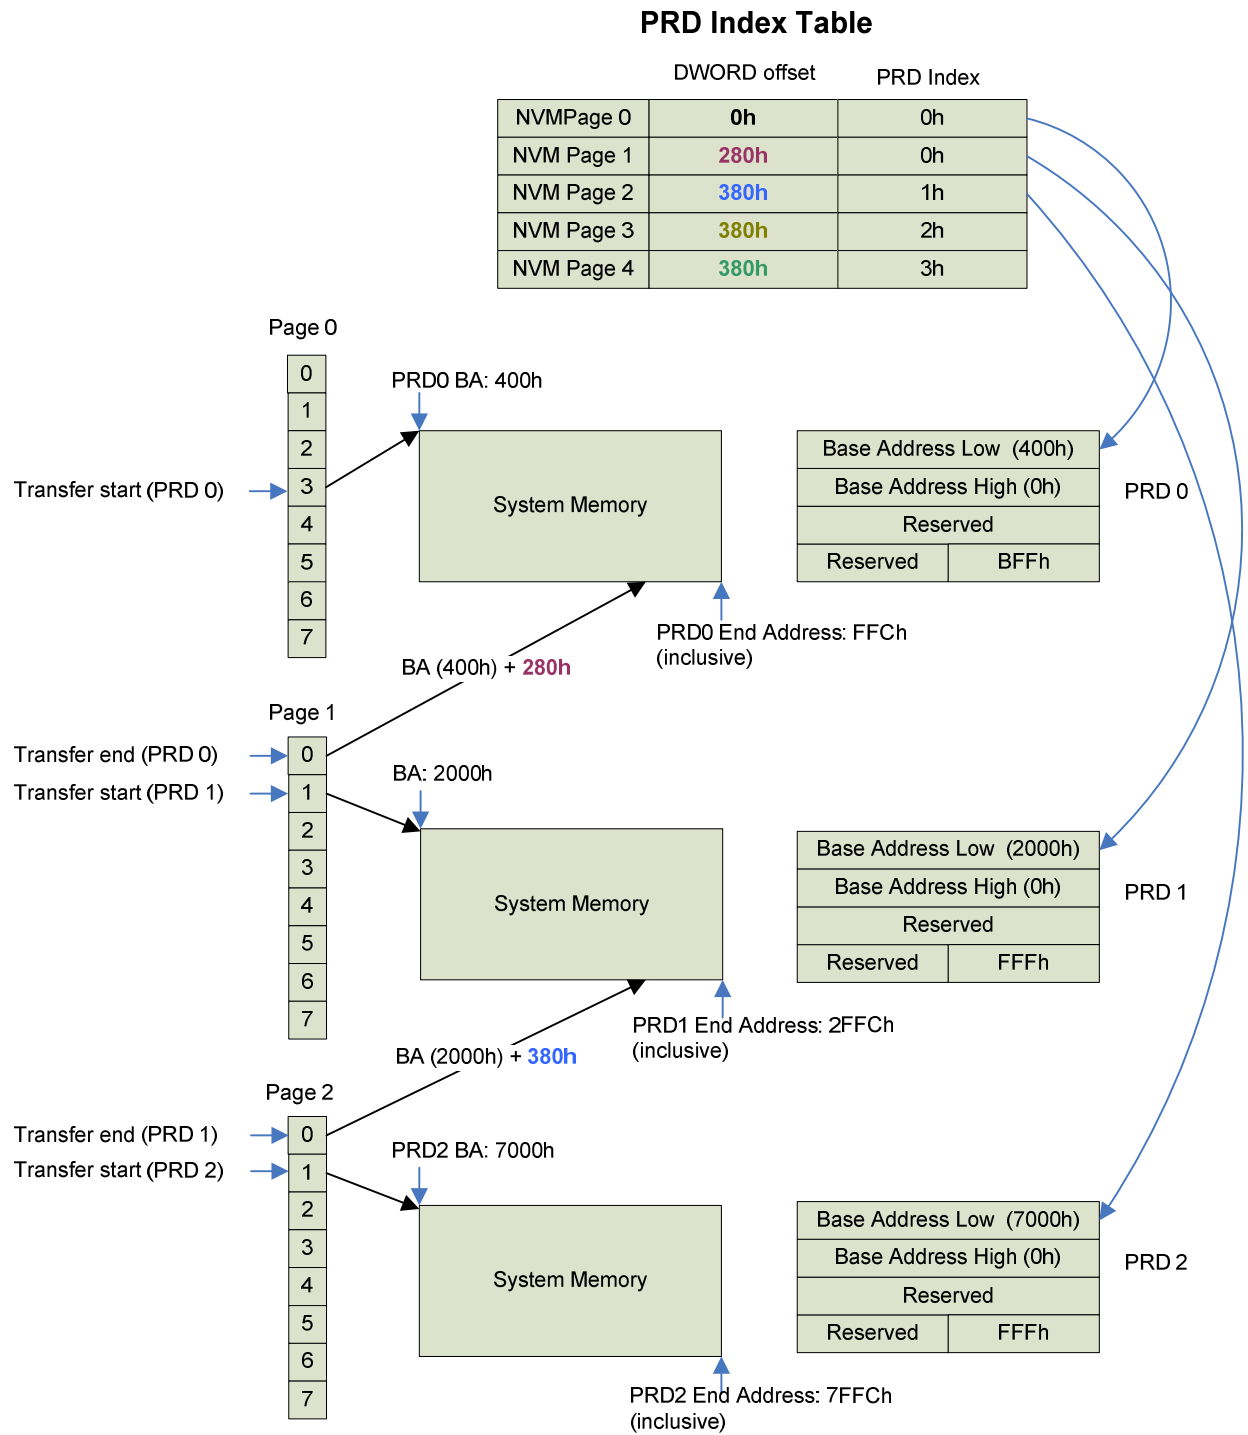 PRD Index Table
DWORD offset PRD Index
NVMPage 0 0h 0h
NVM Page 1 280h 0h
NVM Page 2 380h 1h
NVM Page 3 380h 2h
NVM Page 4 380h 3h
Page 0
0
1
2
3
4
5
6
7
Transfer start (PRD 0)
PRD0 BA: 400h
System Memory
PRD0 End Address: FFCh
(inclusive)
Base Address Low (400h)
Base Address High (0h)
Reserved
Reserved BFFh
PRD 0
BA (400h) + 280h
Page 1
0
1
2
3
4
5
6
7
Transfer end (PRD 0)
Transfer start (PRD 1)
BA: 2000h
System Memory
PRD1 End Address: 2FFCh
(inclusive)
Base Address Low (2000h)
Base Address High (0h)
Reserved
Reserved FFFh
PRD 1
BA (2000h) + 380h
Page 2
0
1
2
3
4
5
6
7
Transfer end (PRD 1)
Transfer start (PRD 2)
PRD2 BA: 7000h
System Memory
PRD2 End Address: 7FFCh
(inclusive)
Base Address Low (7000h)
Base Address High (0h)
Reserved
Reserved FFFh
PRD 2